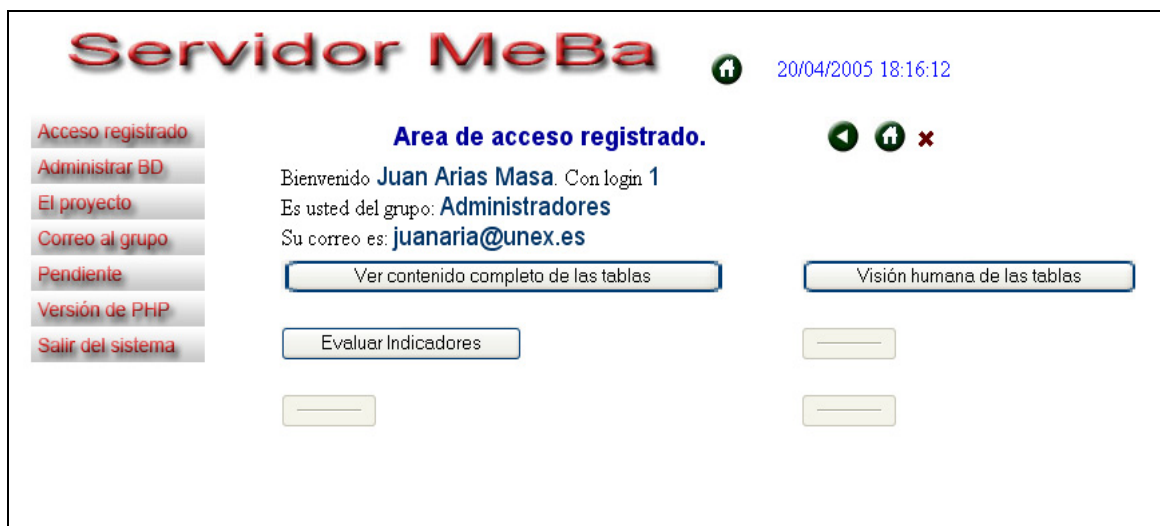 Servidor MeBa
20/04/2005 18:16:12
Acceso registrado
Administrar BD
El proyecto
Correo al grupo
Pendiente
Versión de PHP
Salir del sistema
Area de acceso registrado.
Bienvenido Juan Arias Masa. Con login 1
Es usted del grupo: Administradores
Su correo es: juanaria@unex.es
Ver contenido completo de las tablas
Visión humana de las tablas
Evaluar Indicadores